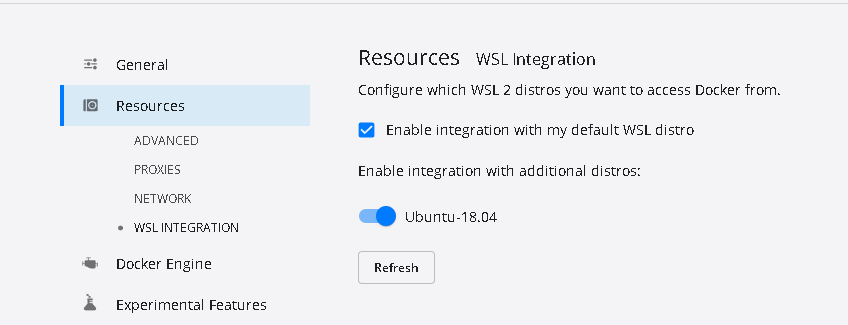 General
Resources
ADVANCED
PROXIES
NETWORK
WSL INTEGRATION
Docker Engine
Experimental Features
Resources WSL Integration
Configure which WSL 2 distros you want to access Docker from.
Enable integration with my default WSL distro
Enable integration with additional distros:
Ubuntu-18.04
Refresh